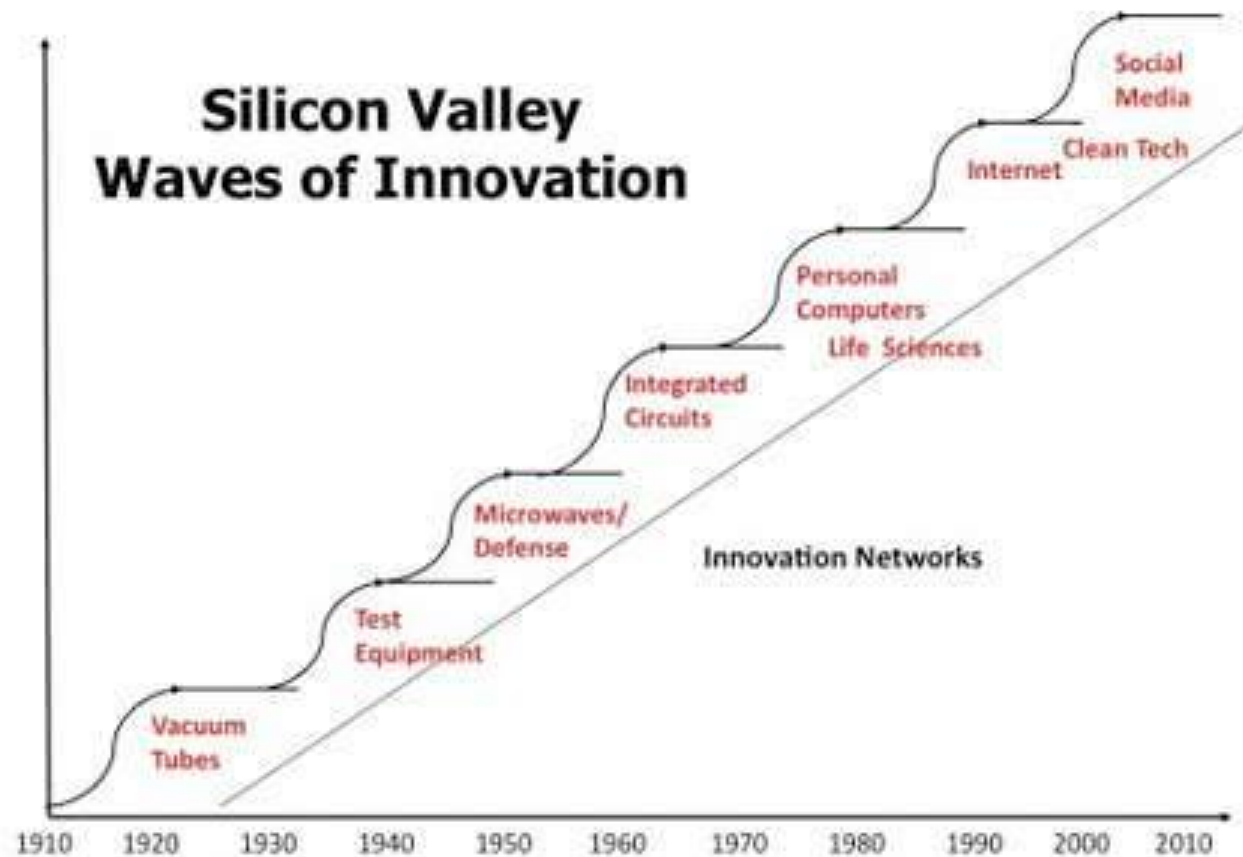 Silicon Valley
Waves of Innovation
Social
Media
Clean Tech
Internet
Personal
Computers
Life Sciences
Integrated
Circuits
Microwaves/
Defense
Innovation Networks
Test
Equipment
Vacuum
Tubes
1910 1920 1930 1940 1950 1960 1970 1980 1990 2000 2010